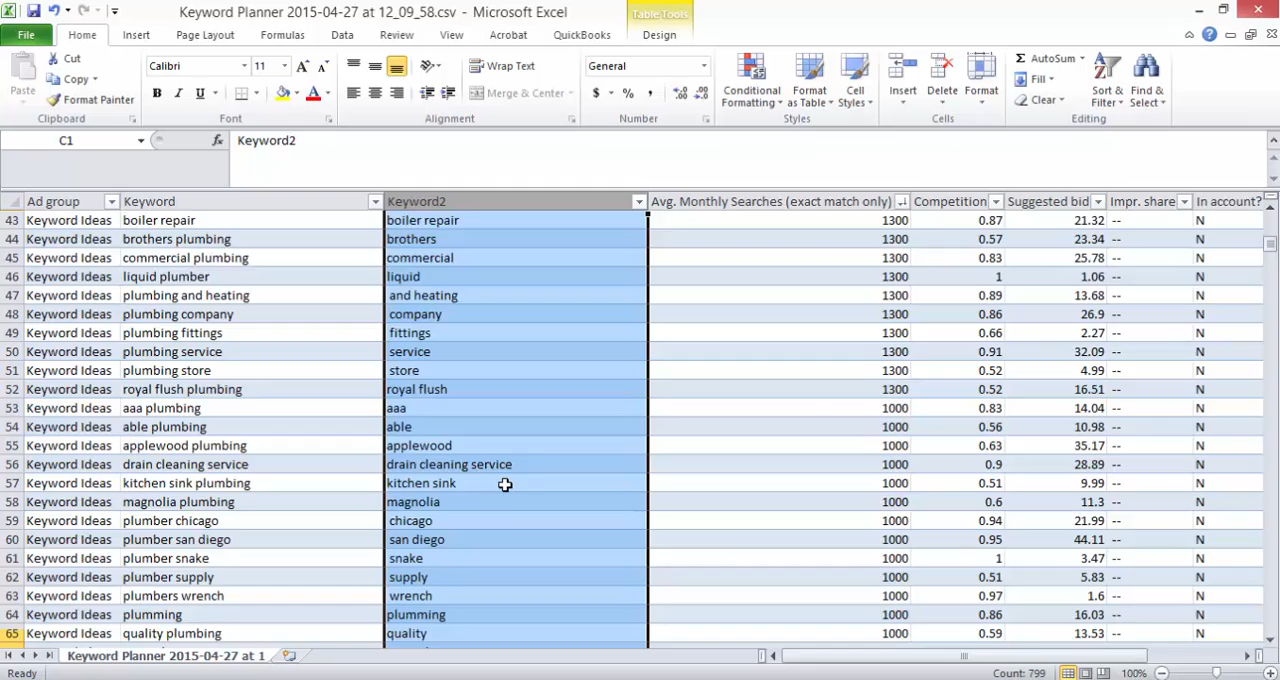 Keyword Planner 2015-04-27 at 12_09_58.csv - Microsoft Excel
Table Tools
File Home Insert Page Layout Formulas Data Review View Acrobat QuickBooks Design
Paste Cut Copy Format Painter Clipboard
Calibri 11 A A B I U A Font
Wrap Text Merge & Center Alignment
General $ % , Number
Conditional Formatting Format as Table Cell Styles Styles
Insert Delete Format Cells
Σ AutoSum Fill Clear Sort & Filter Find & Select Editing
C1 fx Keyword2
Ad group Keyword Keyword2 Avg. Monthly Searches (exact match only) Competition Suggested bid Impr. share In account?
43 Keyword Ideas boiler repair boiler repair 1300 0.87 21.32 -- N
44 Keyword Ideas brothers plumbing brothers 1300 0.57 23.34 -- N
45 Keyword Ideas commercial plumbing commercial 1300 0.83 25.78 -- N
46 Keyword Ideas liquid plumber liquid 1300 1 1.06 -- N
47 Keyword Ideas plumbing and heating and heating 1300 0.89 13.68 -- N
48 Keyword Ideas plumbing company company 1300 0.86 26.9 -- N
49 Keyword Ideas plumbing fittings fittings 1300 0.66 2.27 -- N
50 Keyword Ideas plumbing service service 1300 0.91 32.09 -- N
51 Keyword Ideas plumbing store store 1300 0.52 4.99 -- N
52 Keyword Ideas royal flush plumbing royal flush 1300 0.52 16.51 -- N
53 Keyword Ideas aaa plumbing aaa 1000 0.83 14.04 -- N
54 Keyword Ideas able plumbing able 1000 0.56 10.98 -- N
55 Keyword Ideas applewood plumbing applewood 1000 0.63 35.17 -- N
56 Keyword Ideas drain cleaning service drain cleaning service 1000 0.9 28.89 -- N
57 Keyword Ideas kitchen sink plumbing kitchen sink 1000 0.51 9.99 -- N
58 Keyword Ideas magnolia plumbing magnolia 1000 0.6 11.3 -- N
59 Keyword Ideas plumber chicago chicago 1000 0.94 21.99 -- N
60 Keyword Ideas plumber san diego san diego 1000 0.95 44.11 -- N
61 Keyword Ideas plumber snake snake 1000 1 3.47 -- N
62 Keyword Ideas plumber supply supply 1000 0.51 5.83 -- N
63 Keyword Ideas plumbers wrench wrench 1000 0.97 1.6 -- N
64 Keyword Ideas plumming plumming 1000 0.86 16.03 -- N
65 Keyword Ideas quality plumbing quality 1000 0.59 13.53 -- N
Keyword Planner 2015-04-27 at 1
Ready Count: 799 100%